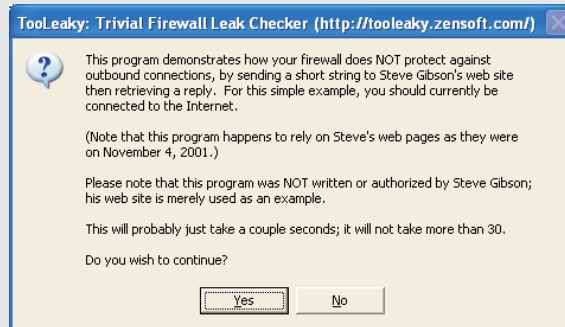 TooLeaky: Trivial Firewall Leak Checker (http://tooleaky.zensoft.com/)
This program demonstrates how your firewall does NOT protect against
outbound connections, by sending a short string to Steve Gibson's web site
then retrieving a reply. For this simple example, you should currently be
connected to the Internet.
(Note that this program happens to rely on Steve's web pages as they were
on November 4, 2001.)
Please note that this program was NOT written or authorized by Steve Gibson;
his web site is merely used as an example.
This will probably just take a couple seconds; it will not take more than 30.
Do you wish to continue?
Yes No